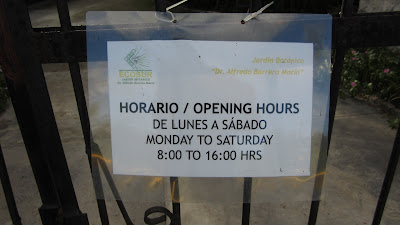 ECOSUR
Jardín Botánico
"Dr. Alfredo Barrera Marín"
HORARIO / OPENING HOURS
DE LUNES A SÁBADO
MONDAY TO SATURDAY
8:00 TO 16:00 HRS